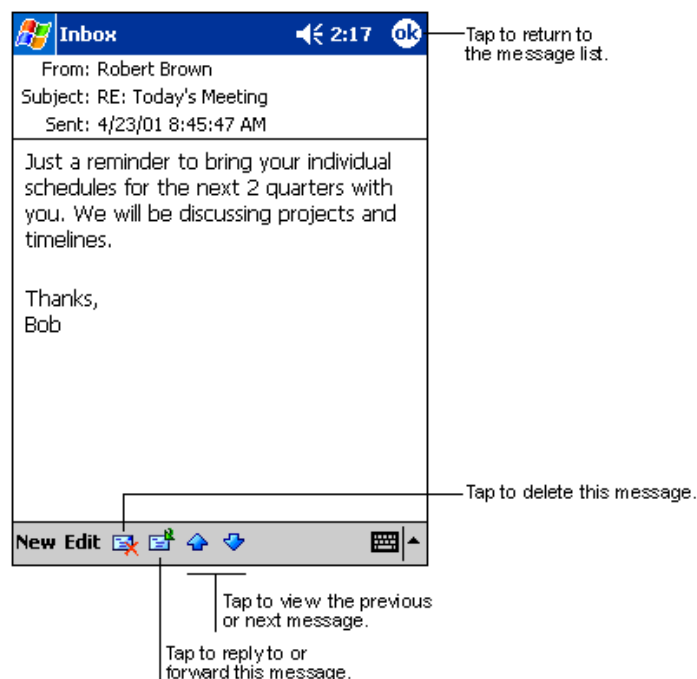 Inbox 2:17 ok
Tap to return to
the message list.
From: Robert Brown
Subject: RE: Today's Meeting
Sent: 4/23/01 8:45:47 AM
Just a reminder to bring your individual
schedules for the next 2 quarters with
you. We will be discussing projects and
timelines.
Thanks,
Bob
Tap to delete this message.
New Edit
Tap to view the previous
or next message.
Tap to reply to or
forward this message.